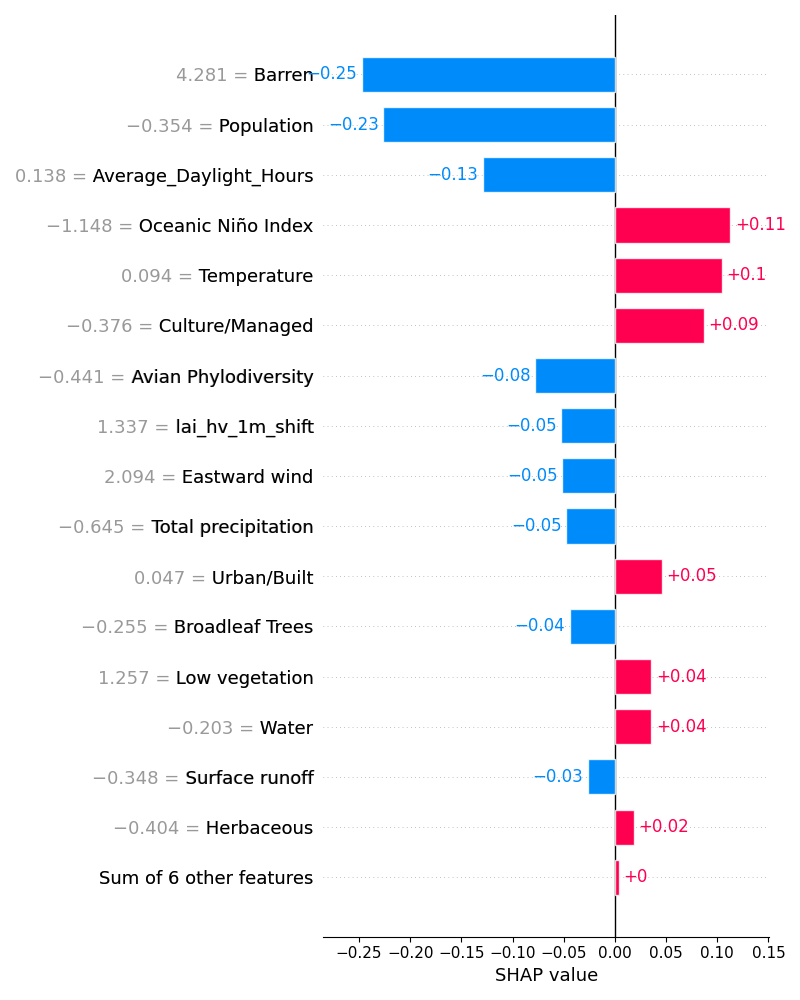 4.281 = Barren −0.25
−0.354 = Population −0.23
0.138 = Average_Daylight_Hours −0.13
−1.148 = Oceanic Niño Index +0.11
0.094 = Temperature +0.1
−0.376 = Culture/Managed +0.09
−0.441 = Avian Phylodiversity −0.08
1.337 = lai_hv_1m_shift −0.05
2.094 = Eastward wind −0.05
−0.645 = Total precipitation −0.05
0.047 = Urban/Built +0.05
−0.255 = Broadleaf Trees −0.04
1.257 = Low vegetation +0.04
−0.203 = Water +0.04
−0.348 = Surface runoff −0.03
−0.404 = Herbaceous +0.02
Sum of 6 other features +0
−0.25 −0.20 −0.15 −0.10 −0.05 0.00 0.05 0.10 0.15
SHAP value